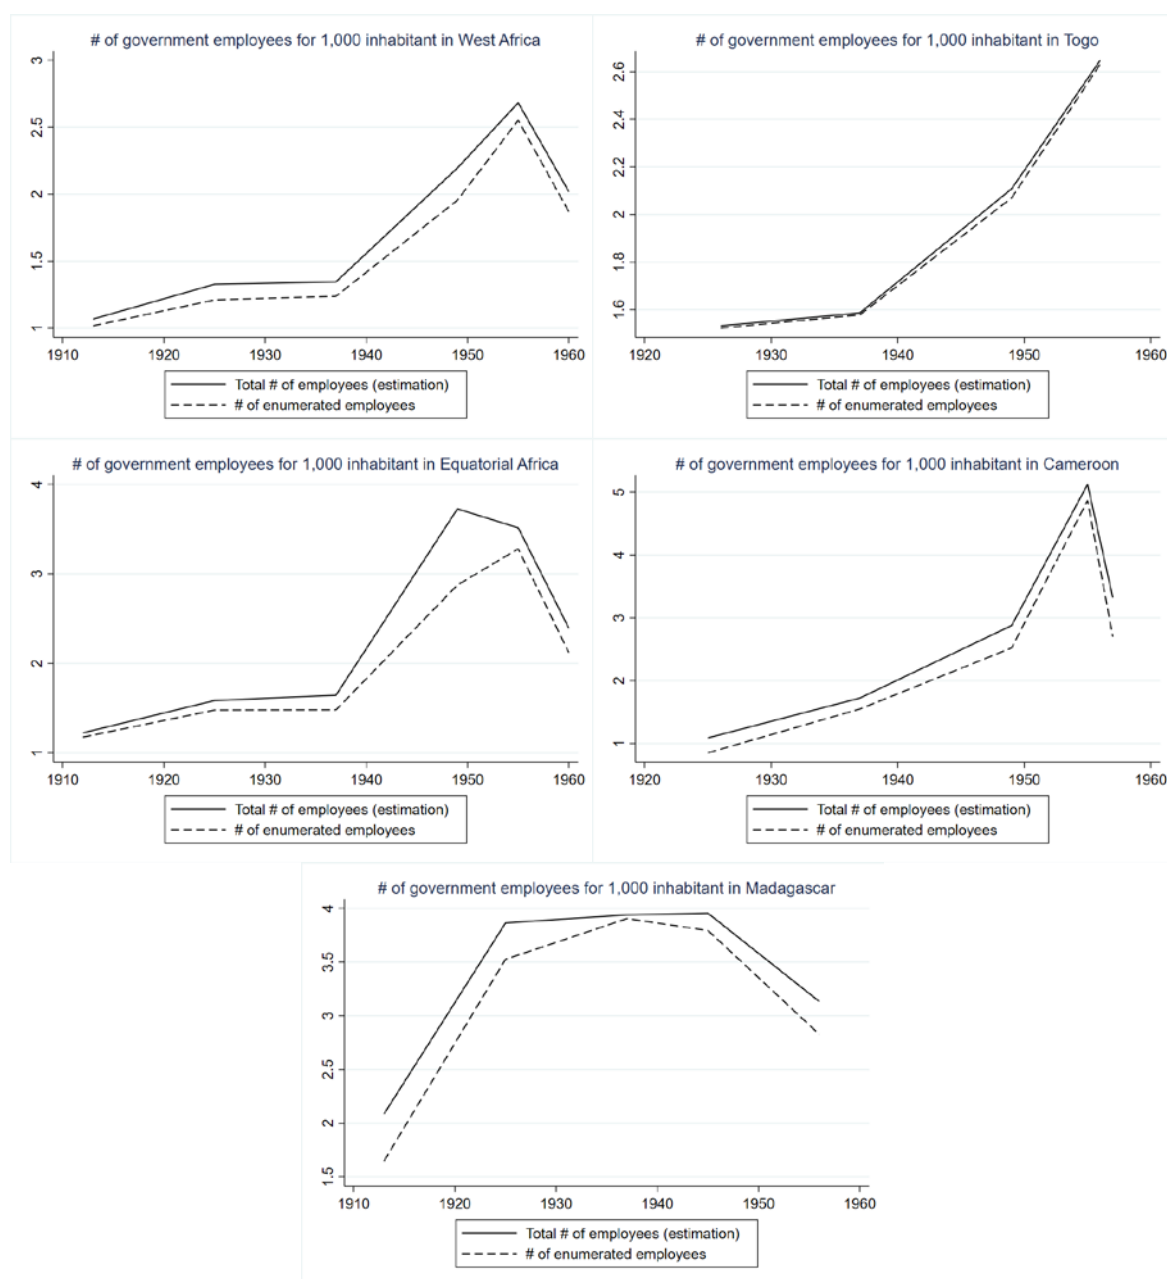 # of government employees for 1,000 inhabitant in West Africa
3
2.5
2
1.5
1
1910 1920 1930 1940 1950 1960
Total # of employees (estimation)
# of enumerated employees
# of government employees for 1,000 inhabitant in Togo
2.6
2.4
2.2
2
1.8
1.6
1920 1930 1940 1950 1960
Total # of employees (estimation)
# of enumerated employees
# of government employees for 1,000 inhabitant in Equatorial Africa
4
3
2
1
1910 1920 1930 1940 1950 1960
Total # of employees (estimation)
# of enumerated employees
# of government employees for 1,000 inhabitant in Cameroon
5
4
3
2
1
1920 1930 1940 1950 1960
Total # of employees (estimation)
# of enumerated employees
# of government employees for 1,000 inhabitant in Madagascar
4
3.5
3
2.5
2
1.5
1910 1920 1930 1940 1950 1960
Total # of employees (estimation)
# of enumerated employees